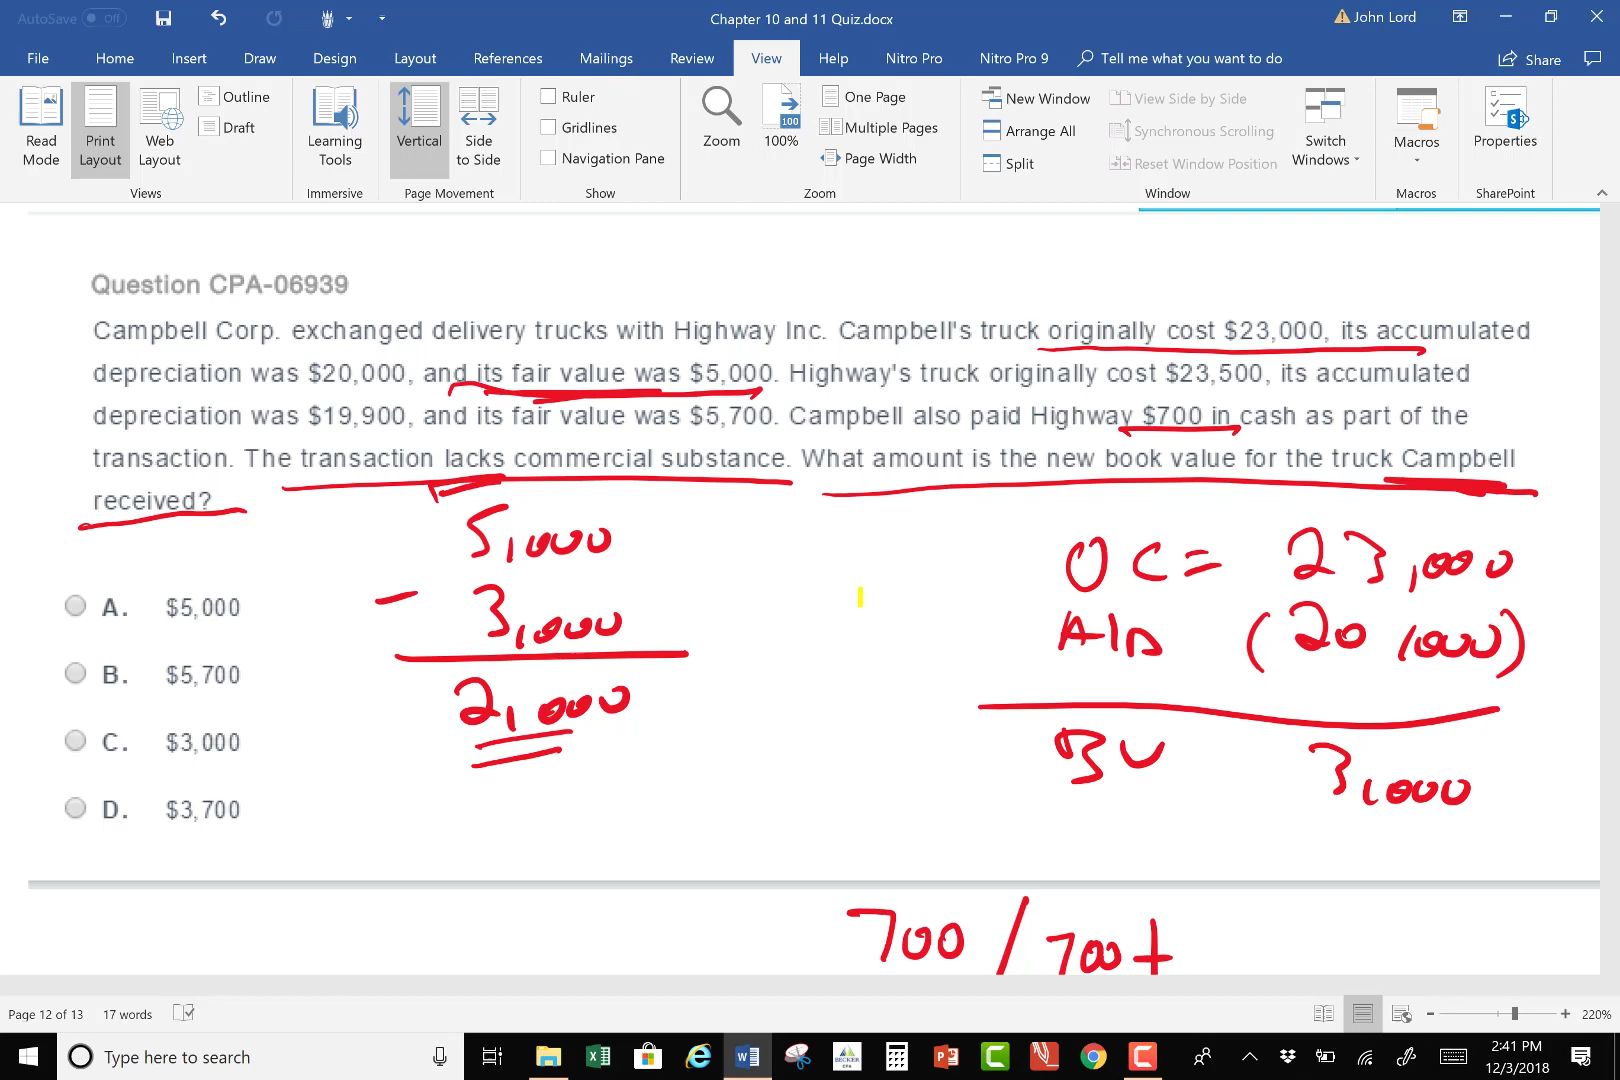 AutoSave Off
Chapter 10 and 11 Quiz.docx
John Lord
File Home Insert Draw Design Layout References Mailings Review View Help Nitro Pro Nitro Pro 9 Tell me what you want to do Share
Read Mode
Print Layout
Web Layout
Outline
Draft
Views
Learning Tools
Immersive
Vertical
Side to Side
Page Movement
Ruler
Gridlines
Navigation Pane
Show
Zoom
100
100%
One Page
Multiple Pages
Page Width
Zoom
New Window
Arrange All
Split
View Side by Side
Synchronous Scrolling
Reset Window Position
Switch Windows
Window
Macros
Macros
Properties
SharePoint
Question CPA-06939
Campbell Corp. exchanged delivery trucks with Highway Inc. Campbell's truck originally cost $23,000, its accumulated
depreciation was $20,000, and its fair value was $5,000. Highway's truck originally cost $23,500, its accumulated
depreciation was $19,900, and its fair value was $5,700. Campbell also paid Highway $700 in cash as part of the
transaction. The transaction lacks commercial substance. What amount is the new book value for the truck Campbell
received?
5,000
- 3,000
2,000
OC = 23,000
A/D (20,000)
BV 3,000
A. $5,000
B. $5,700
C. $3,000
D. $3,700
700 / 700 +
Page 12 of 13 17 words
220%
Type here to search
2:41 PM
12/3/2018